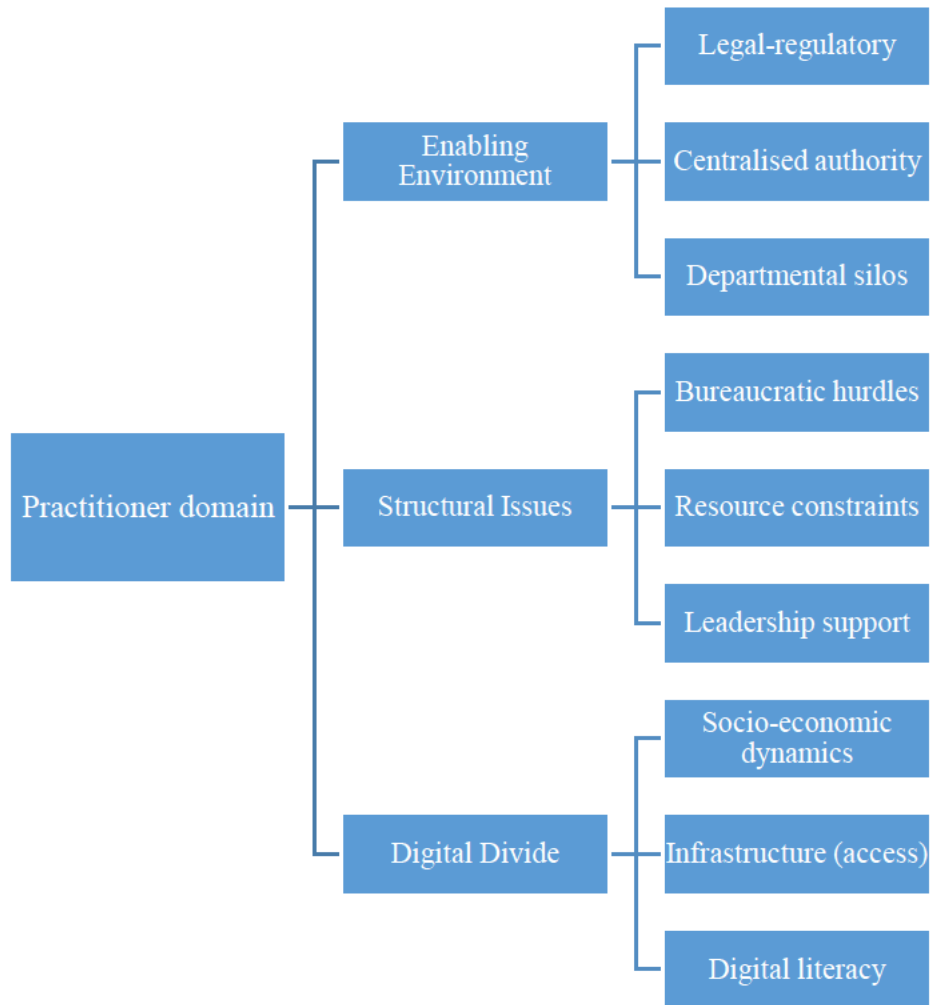 Legal-regulatory
Enabling
Environment
Centralised authority
Departmental silos
Bureaucratic hurdles
Practitioner domain
Structural Issues
Resource constraints
Leadership support
Socio-economic
dynamics
Digital Divide
Infrastructure (access)
Digital literacy